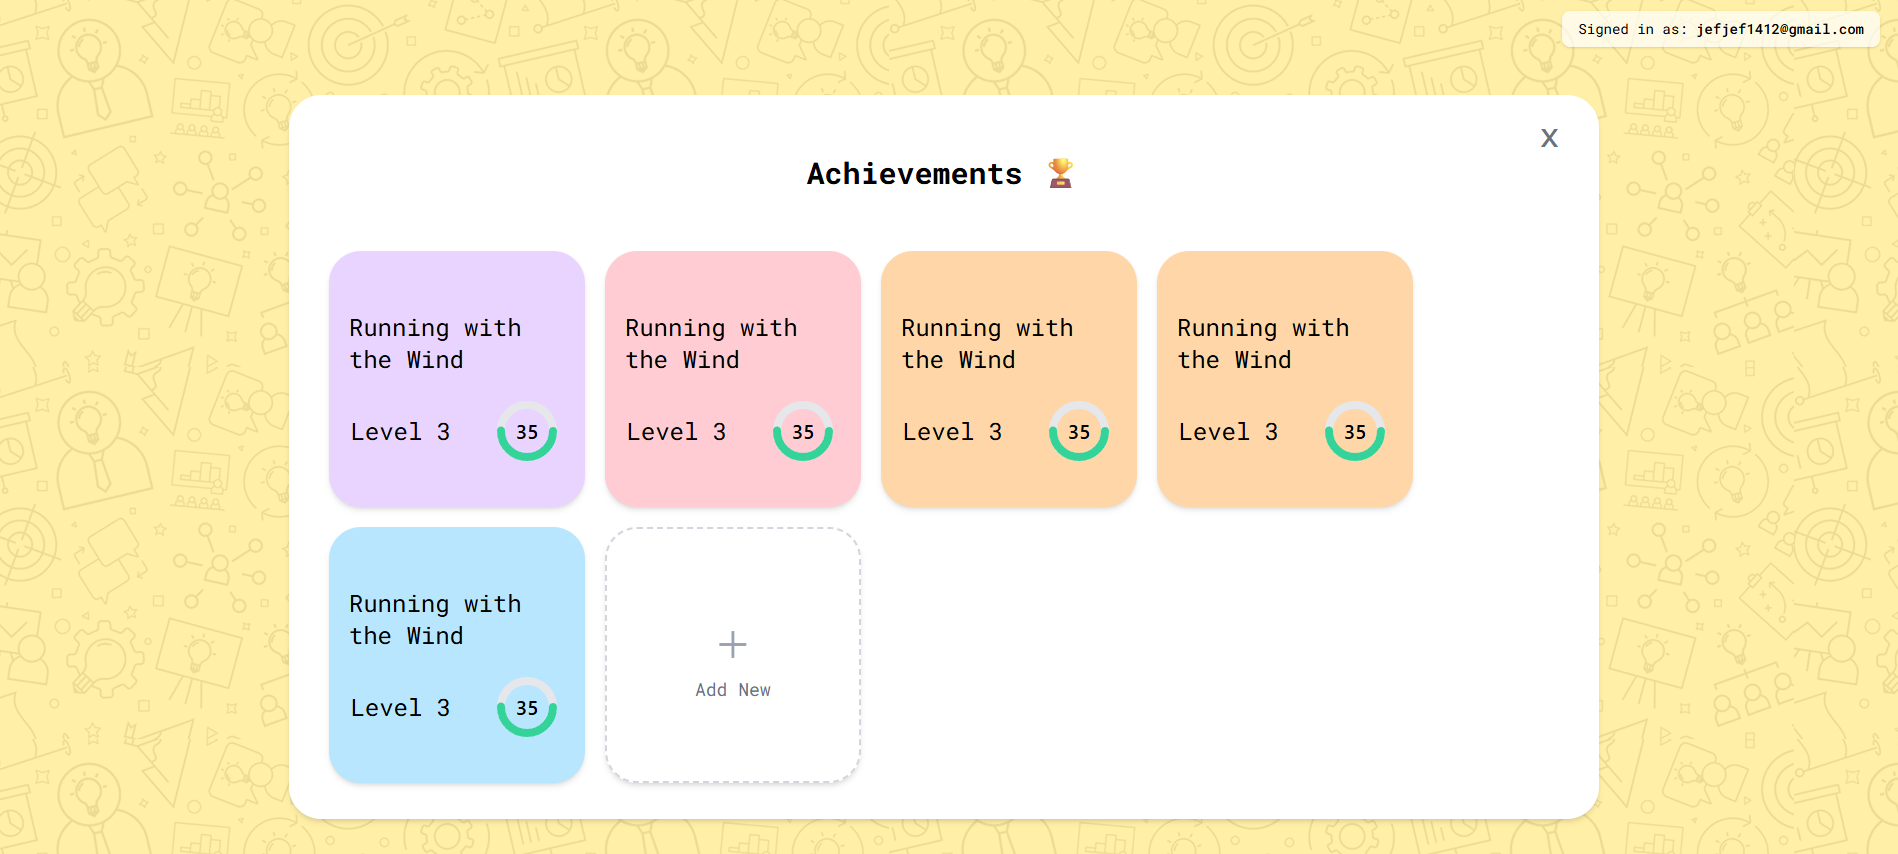 Signed in as: jefjef1412@gmail.com
X
Achievements 🏆
Running with
the Wind
Level 3
35
Running with
the Wind
Level 3
35
Running with
the Wind
Level 3
35
Running with
the Wind
Level 3
35
Running with
the Wind
Level 3
35
+
Add New